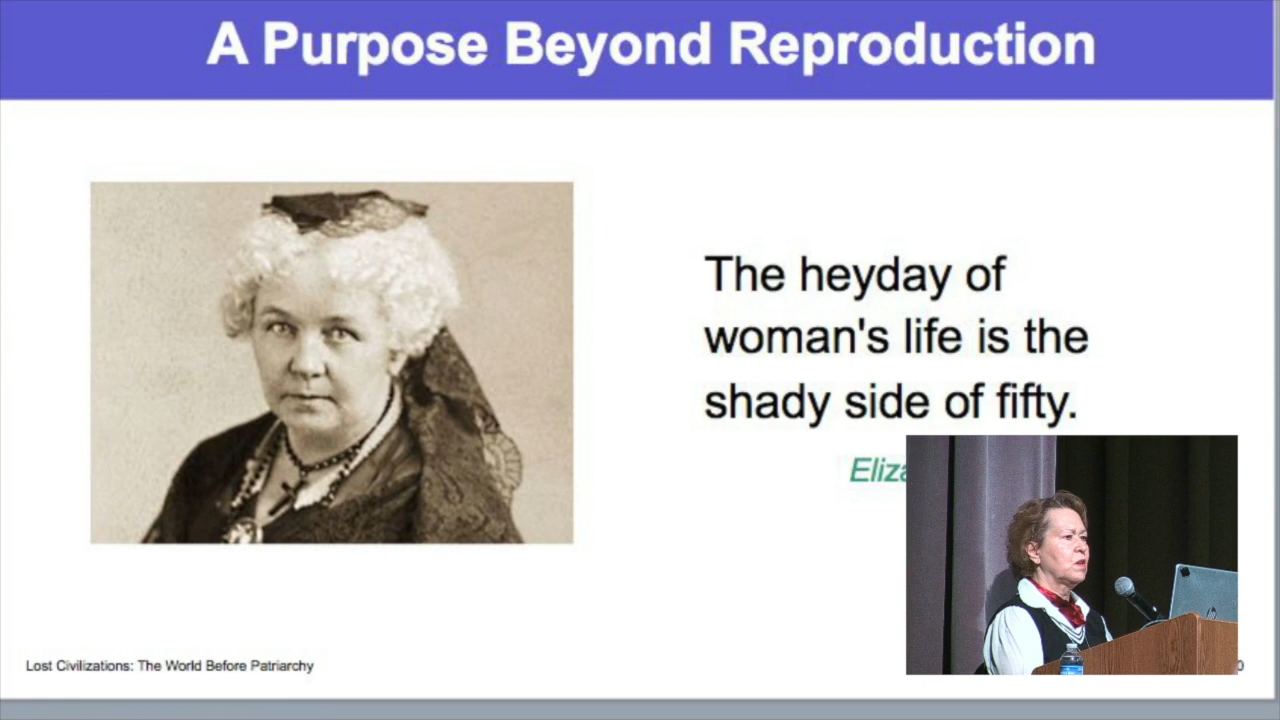 A Purpose Beyond Reproduction
The heyday of
woman's life is the
shady side of fifty.
Lost Civilizations: The World Before Patriarchy